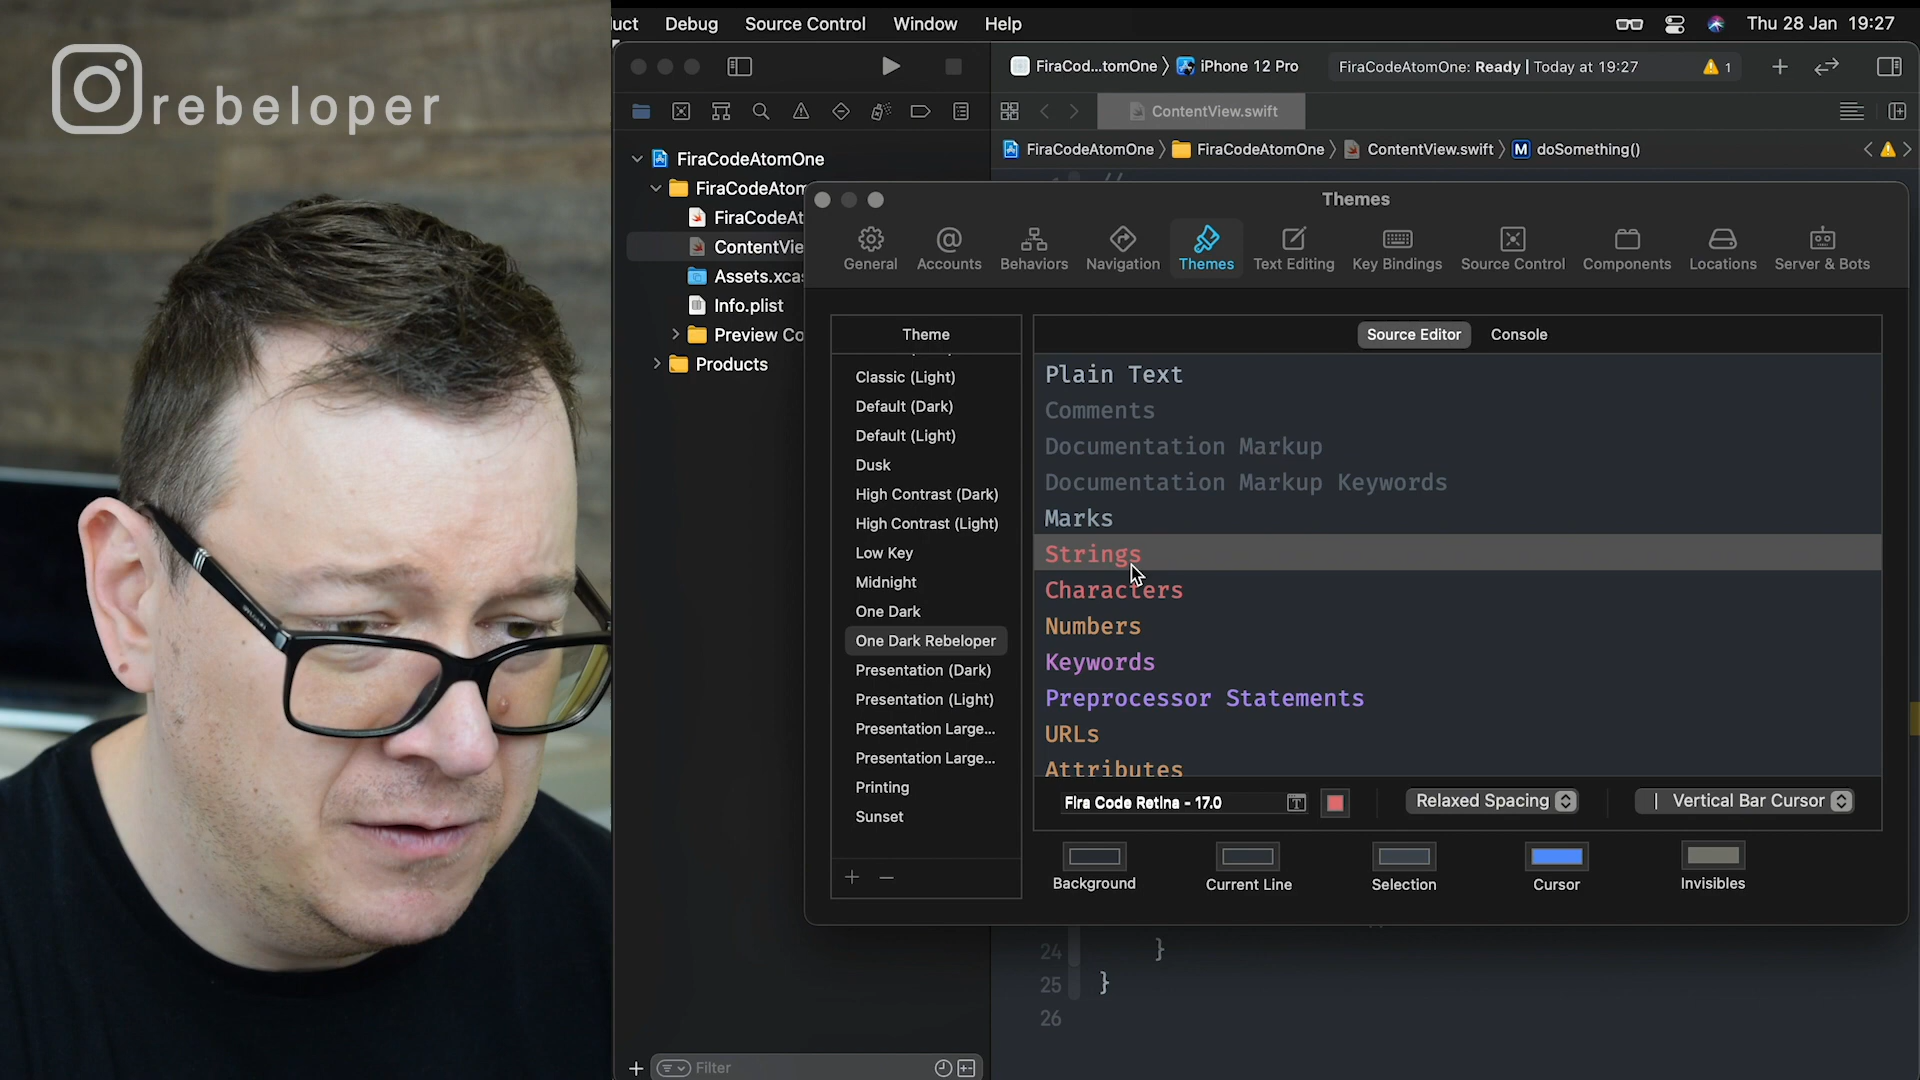 rebeloper
uct Debug Source Control Window Help
Thu 28 Jan 19:27
FiraCod...tomOne 〉 iPhone 12 Pro
FiraCodeAtomOne: Ready | Today at 19:27
1
ContentView.swift
FiraCodeAtomOne 〉 FiraCodeAtomOne 〉 ContentView.swift 〉 M doSomething()
FiraCodeAtomOne
FiraCodeAtom
FiraCodeAt
ContentVie
Assets.xcas
Info.plist
Preview Co
Products
//
Themes
General
@ Accounts
Behaviors
Navigation
Themes
Text Editing
Key Bindings
Source Control
Components
Locations
Server & Bots
Theme
Classic (Light)
Default (Dark)
Default (Light)
Dusk
High Contrast (Dark)
High Contrast (Light)
Low Key
Midnight
One Dark
One Dark Rebeloper
Presentation (Dark)
Presentation (Light)
Presentation Large...
Presentation Large...
Printing
Sunset
Source Editor Console
Plain Text
Comments
Documentation Markup
Documentation Markup Keywords
Marks
Strings
Characters
Numbers
Keywords
Preprocessor Statements
URLs
Attributes
Fira Code Retina - 17.0
Relaxed Spacing
Vertical Bar Cursor
Background
Current Line
Selection
Cursor
Invisibles
24 }
25 }
26
Filter